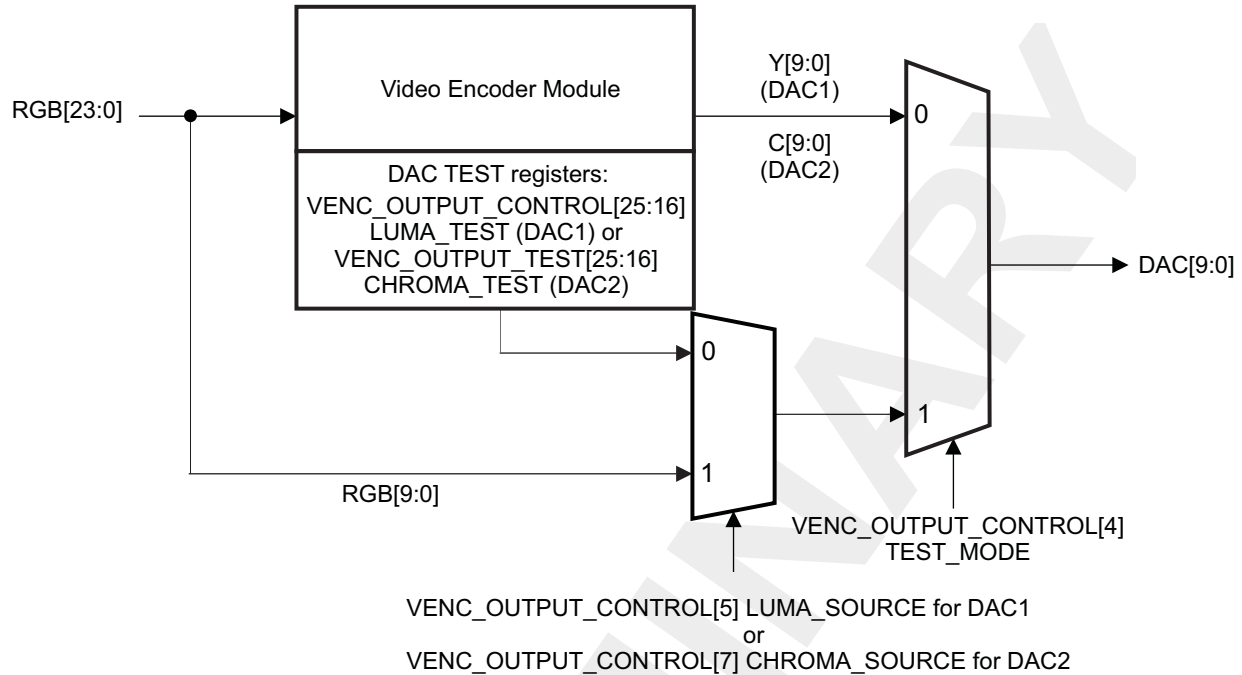 RGB[23:0]
Video Encoder Module
Y[9:0]
(DAC1)
C[9:0]
(DAC2)
0
1
DAC[9:0]
DAC TEST registers:
VENC_OUTPUT_CONTROL[25:16]
LUMA_TEST (DAC1) or
VENC_OUTPUT_TEST[25:16]
CHROMA_TEST (DAC2)
0
1
RGB[9:0]
VENC_OUTPUT_CONTROL[4]
TEST_MODE
VENC_OUTPUT_CONTROL[5] LUMA_SOURCE for DAC1
or
VENC_OUTPUT_CONTROL[7] CHROMA_SOURCE for DAC2
INARY